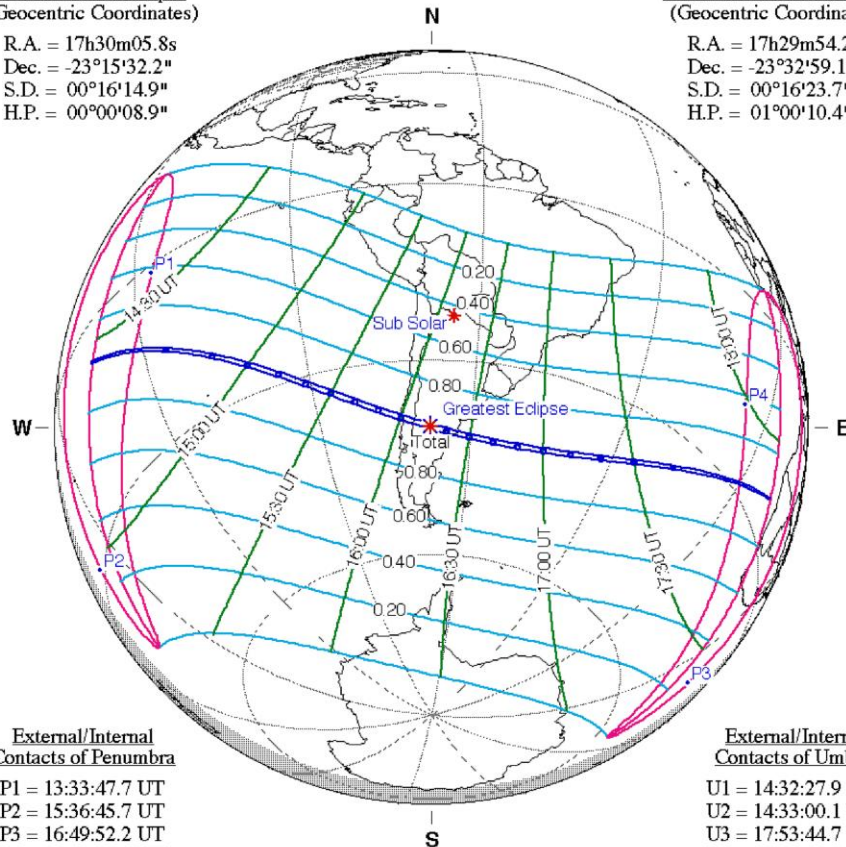 Geocentric Coordinates)
R.A. = 17h30m05.8s
Dec. = -23°15'32.2"
S.D. = 00°16'14.9"
H.P. = 00°00'08.9"
N
(Geocentric Coordina
R.A. = 17h29m54.2
Dec. = -23°32'59.1
S.D. = 00°16'23.7"
H.P. = 01°00'10.4"
P1
14:30 UT
0.20
0.40
Sub Solar
0.60
0.80
18:00 UT
P4
Greatest Eclipse
W
E
Total
15:00 UT
0.80
15:30 UT
0.60
16:00 UT
16:30 UT
17:00 UT
17:30 UT
P2
0.40
0.20
P3
S
External/Internal
Contacts of Penumbra
P1 = 13:33:47.7 UT
P2 = 15:36:45.7 UT
P3 = 16:49:52.2 UT
External/Intern
Contacts of Umb
U1 = 14:32:27.9
U2 = 14:33:00.1
U3 = 17:53:44.7